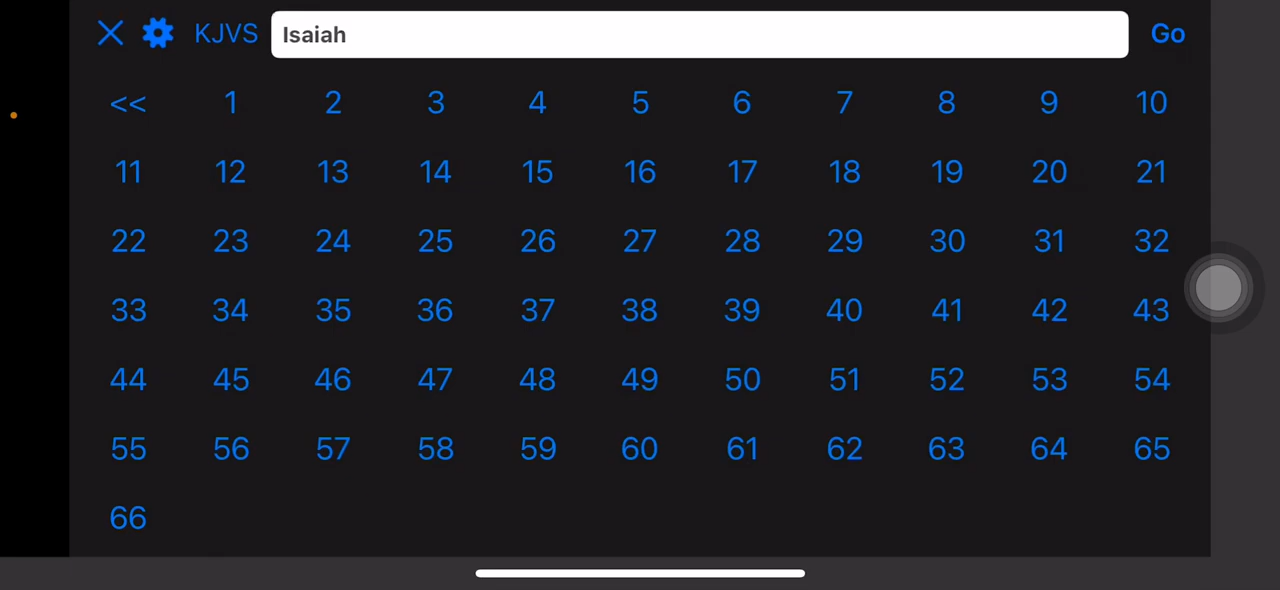 KJVS Isaiah Go
<< 1 2 3 4 5 6 7 8 9 10
11 12 13 14 15 16 17 18 19 20 21
22 23 24 25 26 27 28 29 30 31 32
33 34 35 36 37 38 39 40 41 42 43
44 45 46 47 48 49 50 51 52 53 54
55 56 57 58 59 60 61 62 63 64 65
66